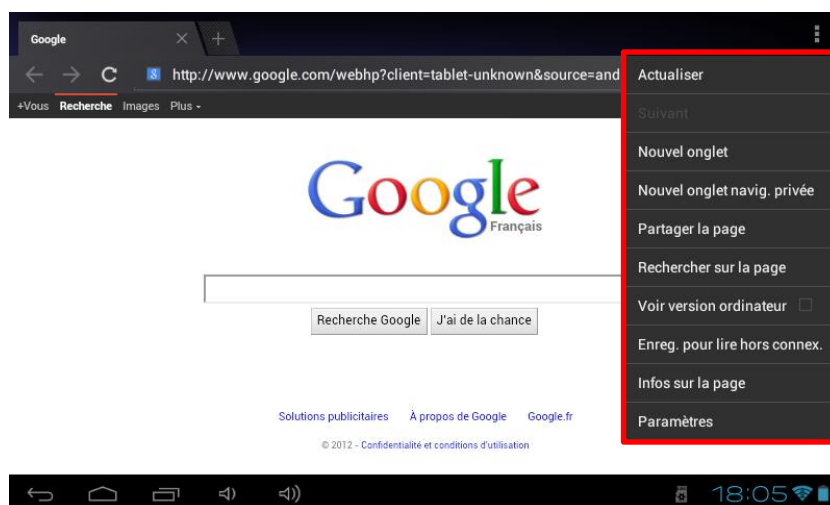 Google
http://www.google.com/webhp?client=tablet-unknown&source=and
+Vous Recherche Images Plus
Google
Français
Recherche Google J'ai de la chance
Solutions publicitaires À propos de Google Google.fr
© 2012 - Confidentialité et conditions d'utilisation
Actualiser
Suivant
Nouvel onglet
Nouvel onglet navig. privée
Partager la page
Rechercher sur la page
Voir version ordinateur
Enreg. pour lire hors connex.
Infos sur la page
Paramètres
18:05